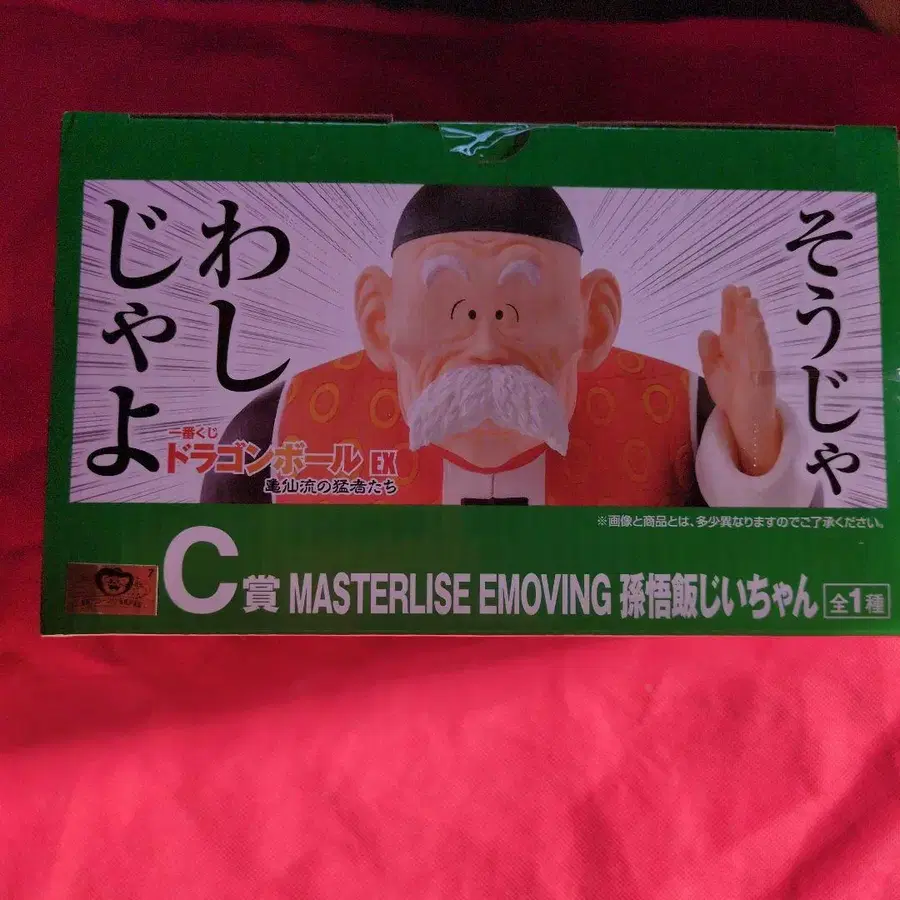 そうじゃ
わし
じゃよ
一番くじ
ドラゴンボール EX
亀仙流の猛者たち
※画像と商品とは、多少異なりますのでご了承ください。
C賞 MASTERLISE EMOVING 孫悟飯じいちゃん 全1種